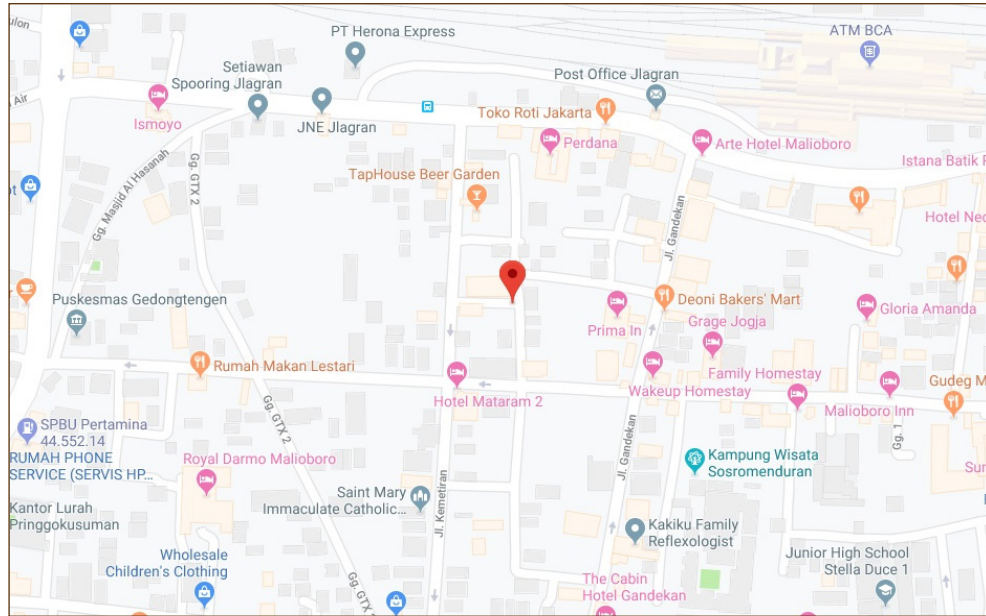 ulon
PT Herona Express
ATM BCA
Setiawan
Spooring Jlagran
Post Office Jlagran
Air
Ismoyo
JNE Jlagran
Toko Roti Jakarta
Perdana
Arte Hotel Malioboro
Istana Batik R
Gg. Masjid Al Hasanah
Gg. GTX 2
TapHouse Beer Garden
ot
Jl. Gandekan
Hotel Neo
Puskesmas Gedongtengen
Deoni Bakers' Mart
Prima In
Grage Jogja
Gloria Amanda
Rumah Makan Lestari
Family Homestay
Wakeup Homestay
Gudeg M
Hotel Mataram 2
Malioboro Inn
Gg. GTX 2
Gg. 1
SPBU Pertamina
44.552.14
RUMAH PHONE
SERVICE (SERVIS HP...
Royal Darmo Malioboro
Jl. Gandekan
Kampung Wisata
Sosromenduran
Sur
Saint Mary
Immaculate Catholic...
Jl. Kemetiran
Kantor Lurah
Pringgokusuman
Kakiku Family
Reflexologist
Wholesale
Children's Clothing
Junior High School
Stella Duce 1
Gg. GTX 2
The Cabin
Hotel Gandekan